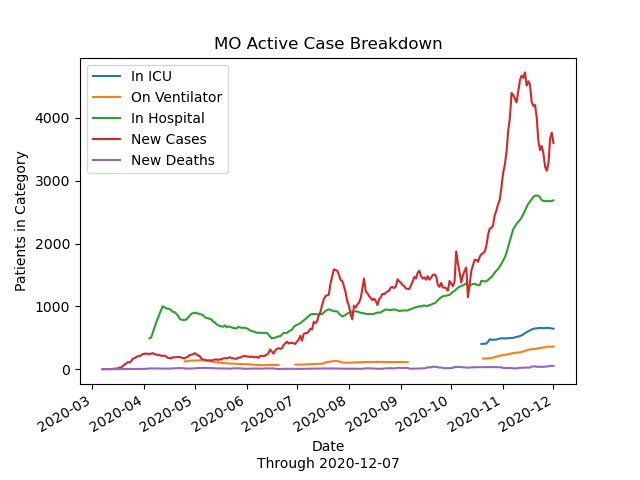 MO Active Case Breakdown
In ICU
On Ventilator
In Hospital
New Cases
New Deaths
Patients in Category
4000
3000
2000
1000
0
2020-03
2020-04
2020-05
2020-06
2020-07
2020-08
2020-09
2020-10
2020-11
2020-12
Date
Through 2020-12-07